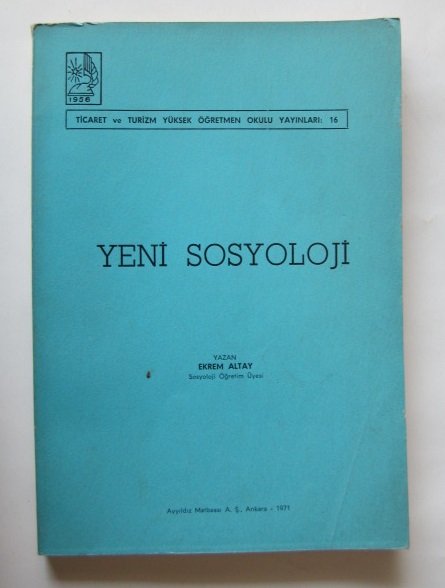 1956
TİCARET ve TURİZM YÜKSEK ÖĞRETMEN OKULU YAYINLARI: 16
YENİ SOSYOLOJİ
YAZAN
EKREM ALTAY
Sosyoloji Öğretim Üyesi
Ayyıldız Matbaası A. Ş., Ankara - 1971